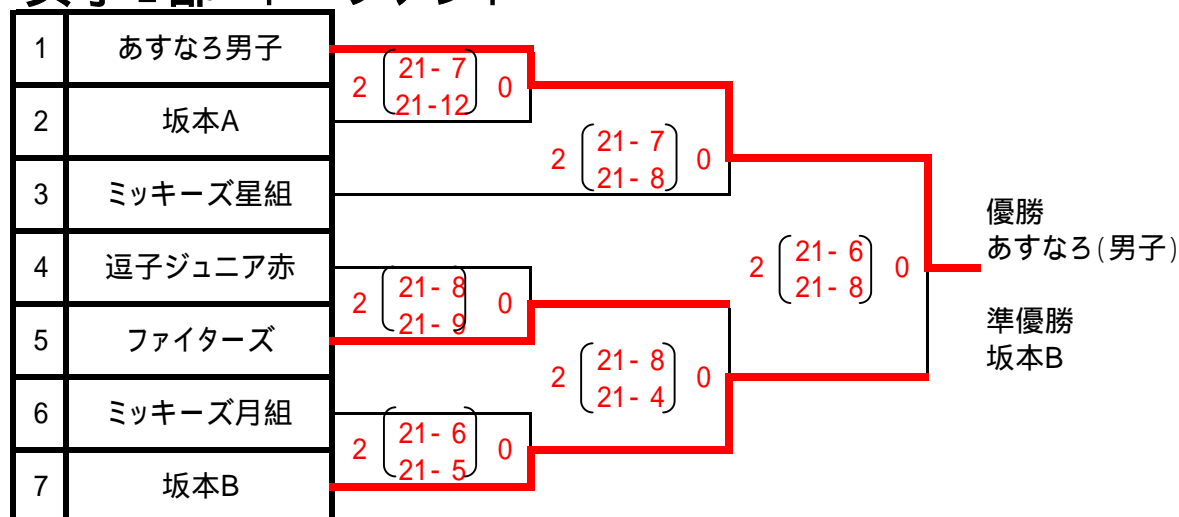 1 あすなろ男子
2 坂本A
3 ミッキーズ星組
4 逗子ジュニア赤
5 ファイターズ
6 ミッキーズ月組
7 坂本B
2 21- 7 0
21-12
2 21- 7 0
21- 8
2 21- 8 0
21- 9
2 21- 8 0
21- 4
2 21- 6 0
21- 5
2 21- 6 0
21- 8
優勝
あすなろ(男子)
準優勝
坂本B